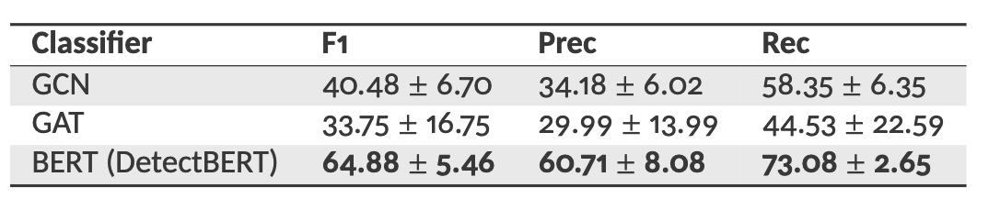 Classifier F1 Prec Rec
GCN 40.48 ± 6.70 34.18 ± 6.02 58.35 ± 6.35
GAT 33.75 ± 16.75 29.99 ± 13.99 44.53 ± 22.59
BERT (DetectBERT) 64.88 ± 5.46 60.71 ± 8.08 73.08 ± 2.65